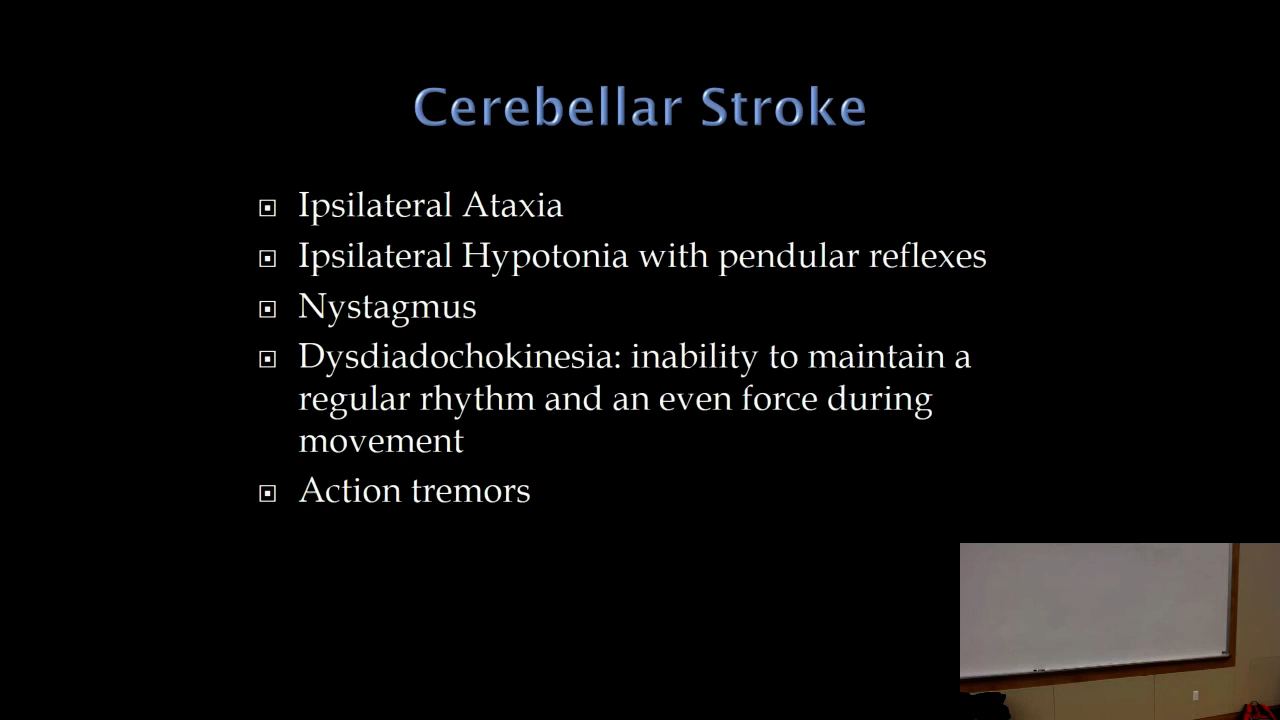 Cerebellar Stroke
Ipsilateral Ataxia
Ipsilateral Hypotonia with pendular reflexes
Nystagmus
Dysdiadochokinesia: inability to maintain a
regular rhythm and an even force during
movement
Action tremors